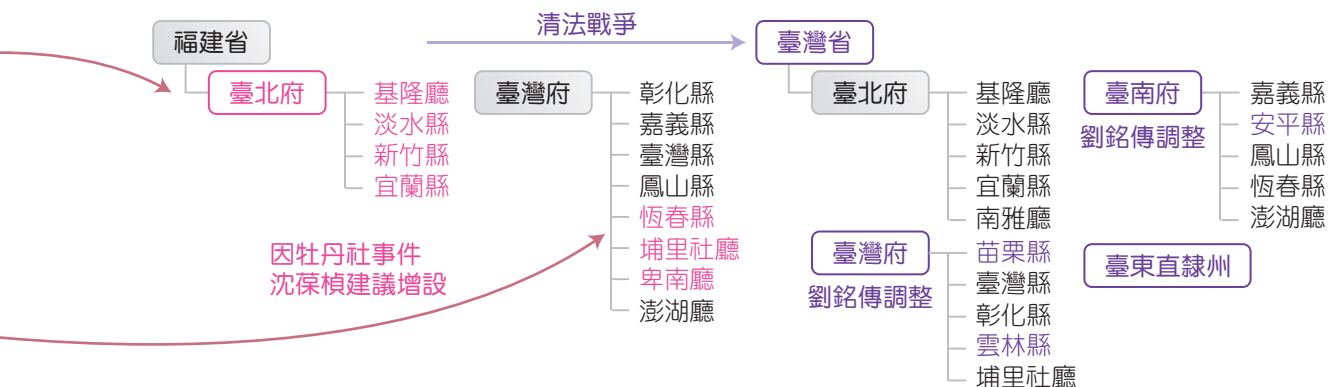 清法戰爭
福建省
臺北府
基隆廳
淡水縣
新竹縣
宜蘭縣
因牡丹社事件
沈葆楨建議增設
臺灣府
彰化縣
嘉義縣
臺灣縣
鳳山縣
恆春縣
埔里社廳
卑南廳
澎湖廳
臺灣省
臺北府
基隆廳
淡水縣
新竹縣
宜蘭縣
南雅廳
臺灣府
劉銘傳調整
苗栗縣
臺灣縣
彰化縣
雲林縣
埔里社廳
臺南府
劉銘傳調整
嘉義縣
安平縣
鳳山縣
恆春縣
澎湖廳
臺東直隸州